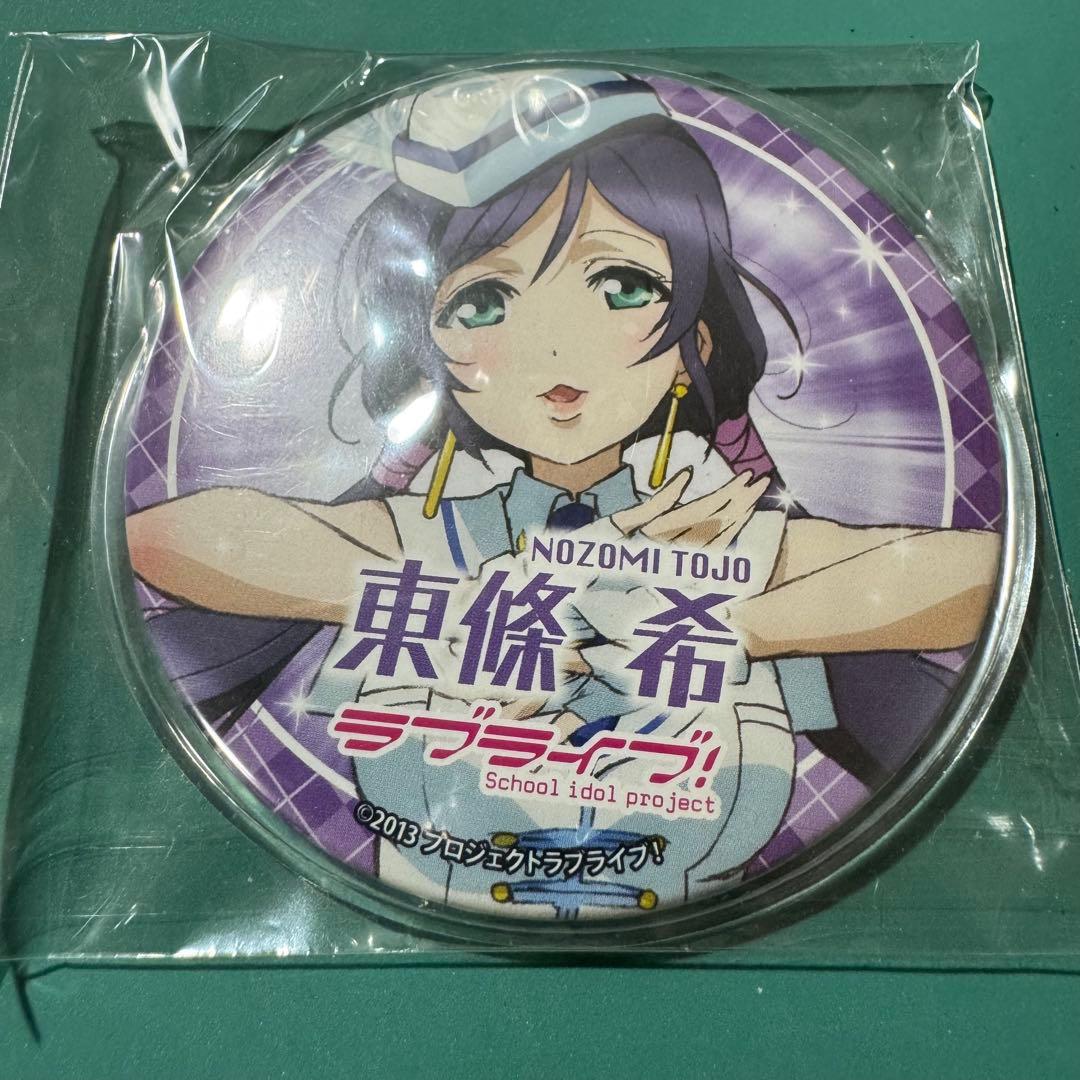 NOZOMI TOJO
東條 希
ラブライブ!
School idol project
©2013 プロジェクトラブライブ!